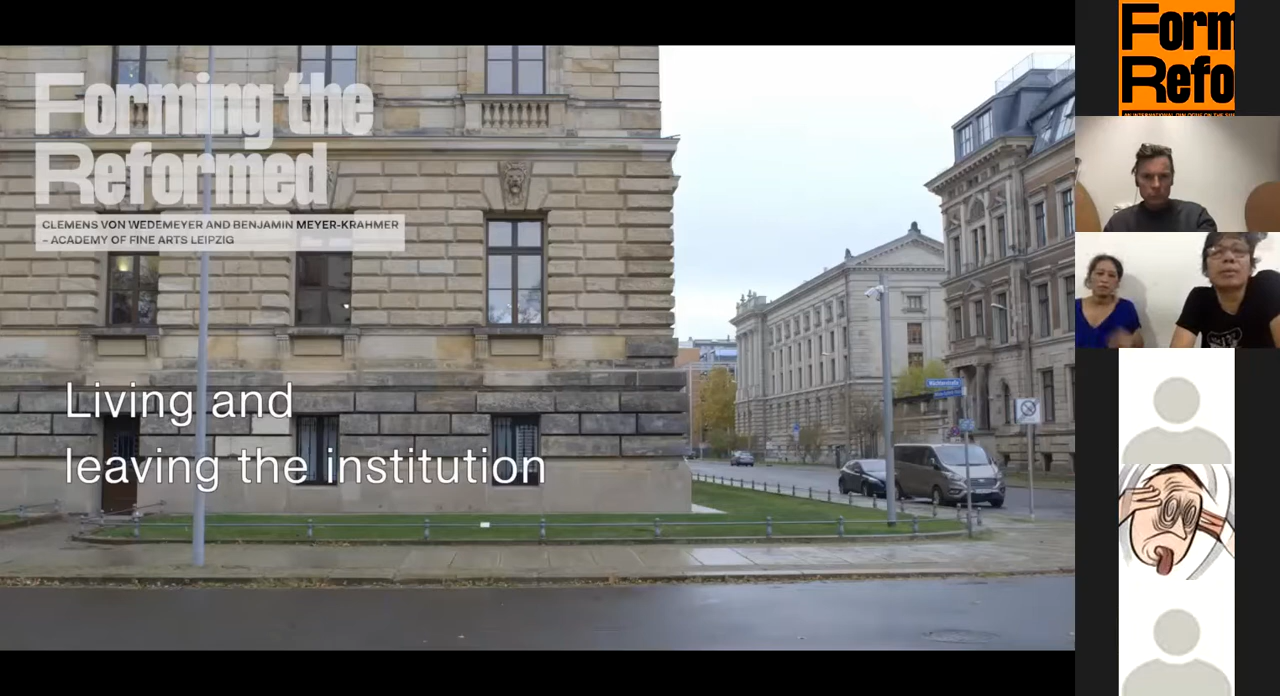 Forming the
Reformed
CLEMENS VON WEDEMEYER AND BENJAMIN MEYER-KRAHMER
– ACADEMY OF FINE ARTS LEIPZIG
Living and
leaving the institution
Wächterstraße
Form
Refo